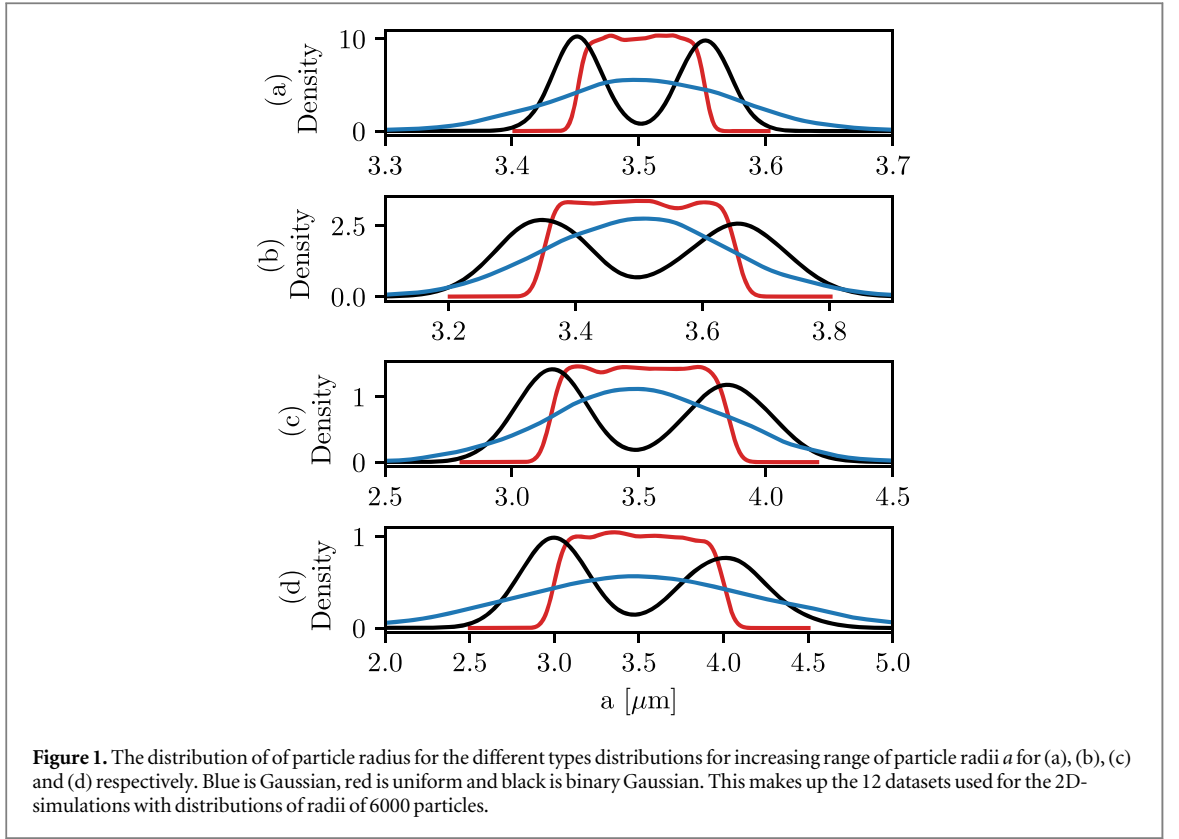 (a)
Density
10
0
3.3 3.4 3.5 3.6 3.7
(b)
Density
2.5
0.0
3.2 3.4 3.6 3.8
(c)
Density
1
0
2.5 3.0 3.5 4.0 4.5
(d)
Density
1
0
2.0 2.5 3.0 3.5 4.0 4.5 5.0
a [μm]
Figure 1. The distribution of of particle radius for the different types distributions for increasing range of particle radii a for (a), (b), (c)
and (d) respectively. Blue is Gaussian, red is uniform and black is binary Gaussian. This makes up the 12 datasets used for the 2D-
simulations with distributions of radii of 6000 particles.